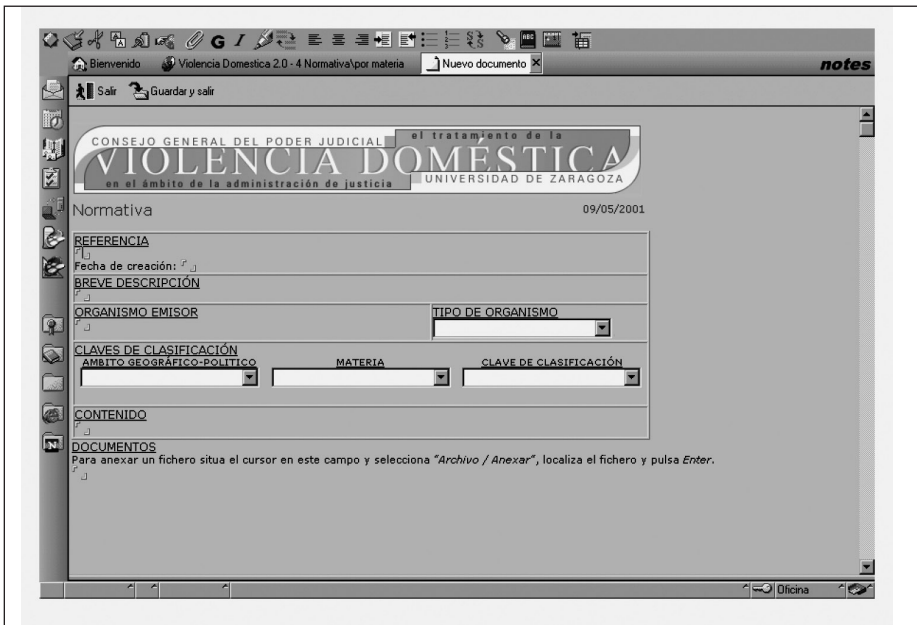 G I
ABC
Bienvenido Violencia Domestica 2.0 - 4 Normativa\por materia Nuevo documento notes
Salir Guardar y salir
CONSEJO GENERAL DEL PODER JUDICIAL el tratamiento de la
VIOLENCIA DOMÉSTICA
en el ámbito de la administración de justicia UNIVERSIDAD DE ZARAGOZA
Normativa 09/05/2001
REFERENCIA
Fecha de creación:
BREVE DESCRIPCIÓN
ORGANISMO EMISOR TIPO DE ORGANISMO
CLAVES DE CLASIFICACIÓN
AMBITO GEOGRÁFICO-POLITICO MATERIA CLAVE DE CLASIFICACIÓN
CONTENIDO
DOCUMENTOS
Para anexar un fichero situa el cursor en este campo y selecciona "Archivo / Anexar", localiza el fichero y pulsa Enter.
Oficina